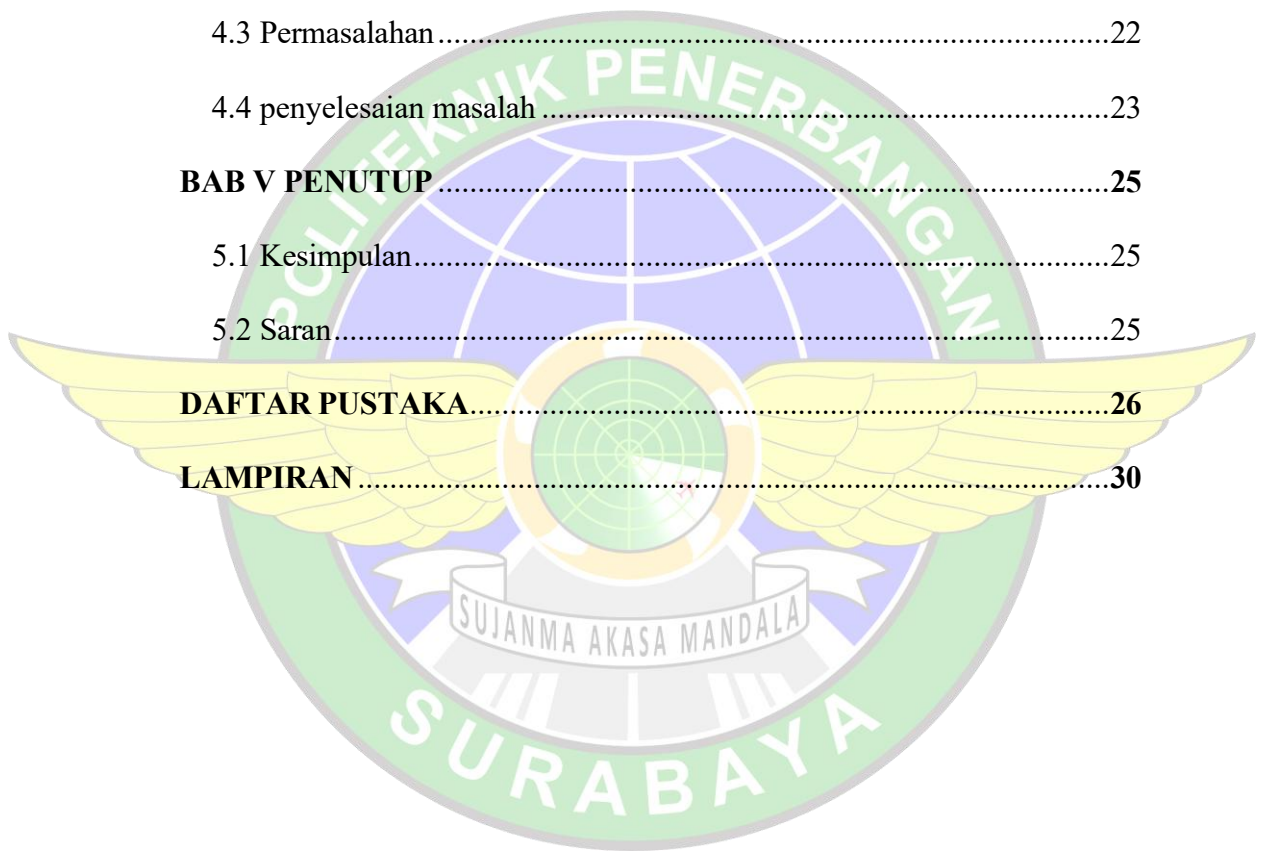 4.3 Permasalahan....................................................................................22
4.4 penyelesaian masalah.......................................................................23
BAB V PENUTUP....................................................................................25
5.1 Kesimpulan.......................................................................................25
5.2 Saran.................................................................................................25
DAFTAR PUSTAKA................................................................................26
LAMPIRAN..............................................................................................30
POLITEKNIK PENERBANGAN
SUJANMA AKASA MANDALA
SURABAYA